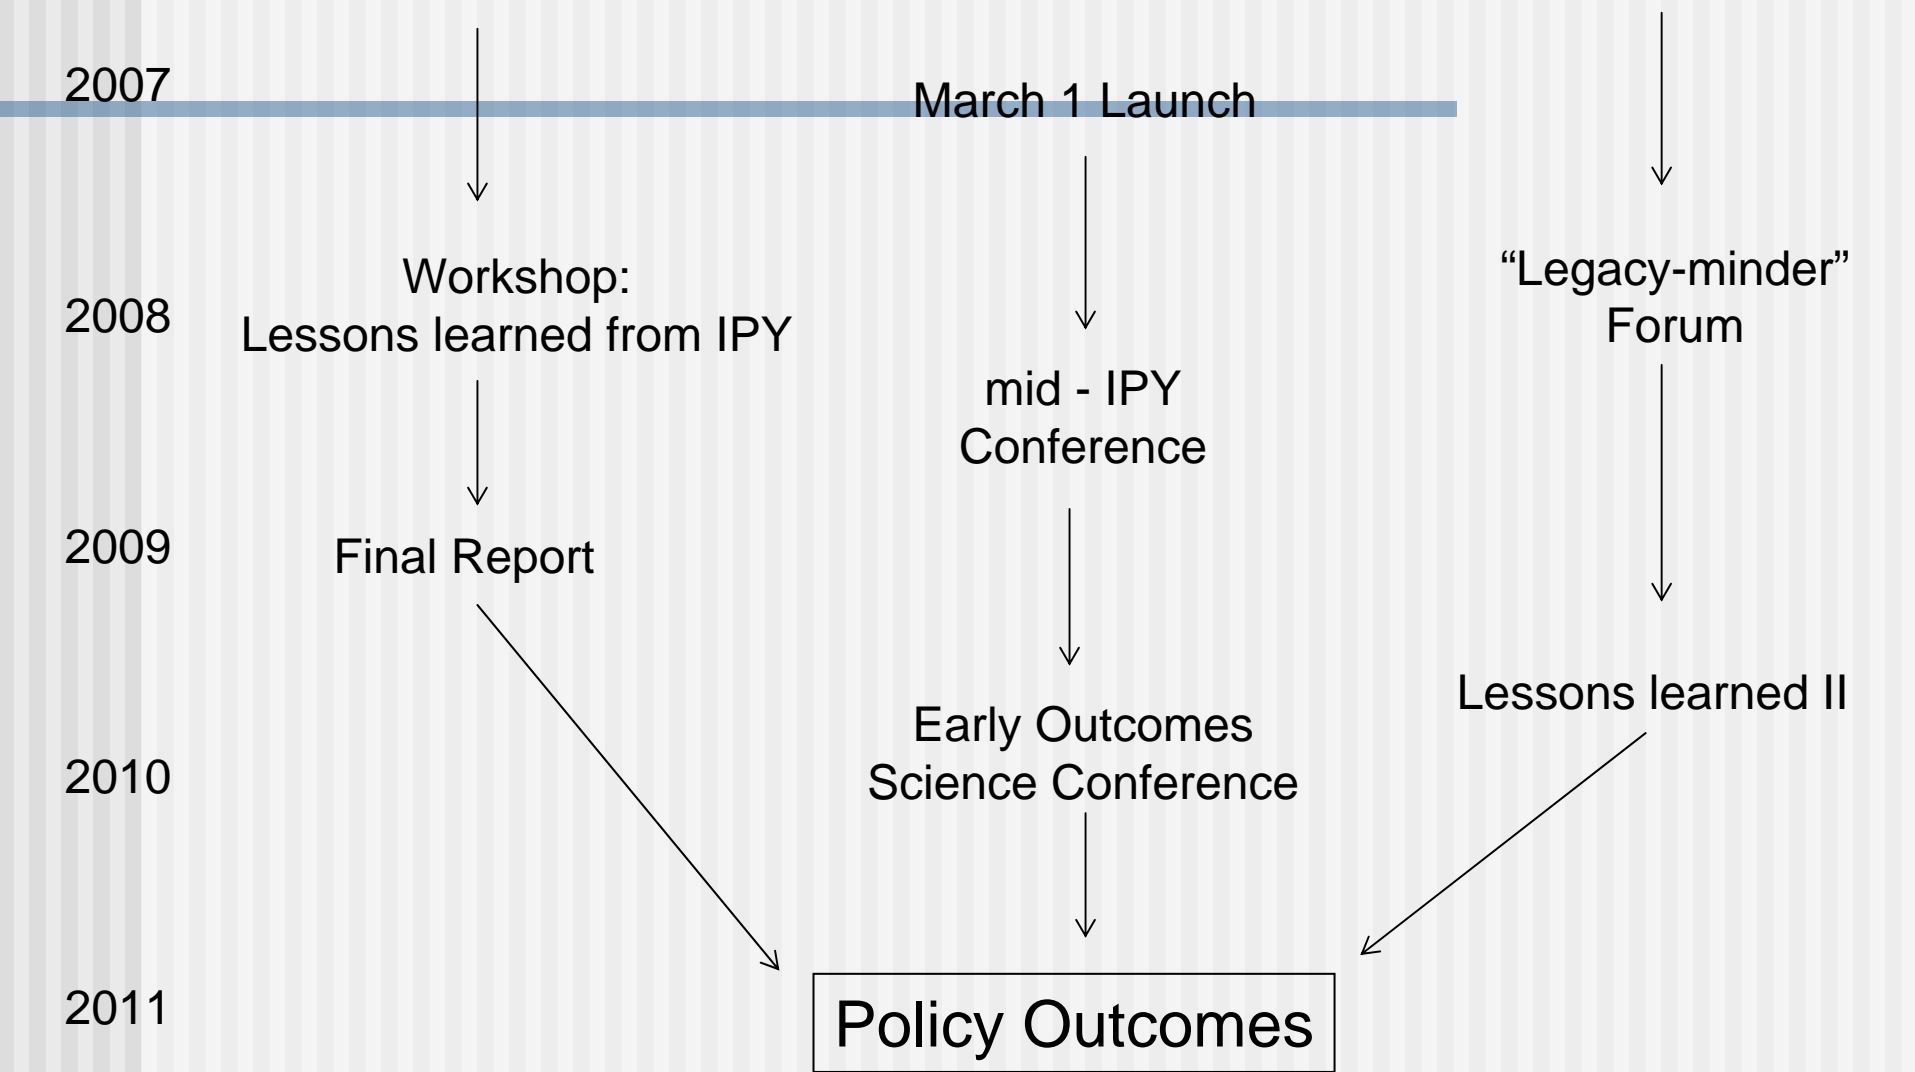 2007
March 1 Launch
Workshop:
Lessons learned from IPY
“Legacy-minder”
Forum
2008
mid - IPY
Conference
2009
Final Report
Lessons learned II
Early Outcomes
Science Conference
2010
2011
Policy Outcomes